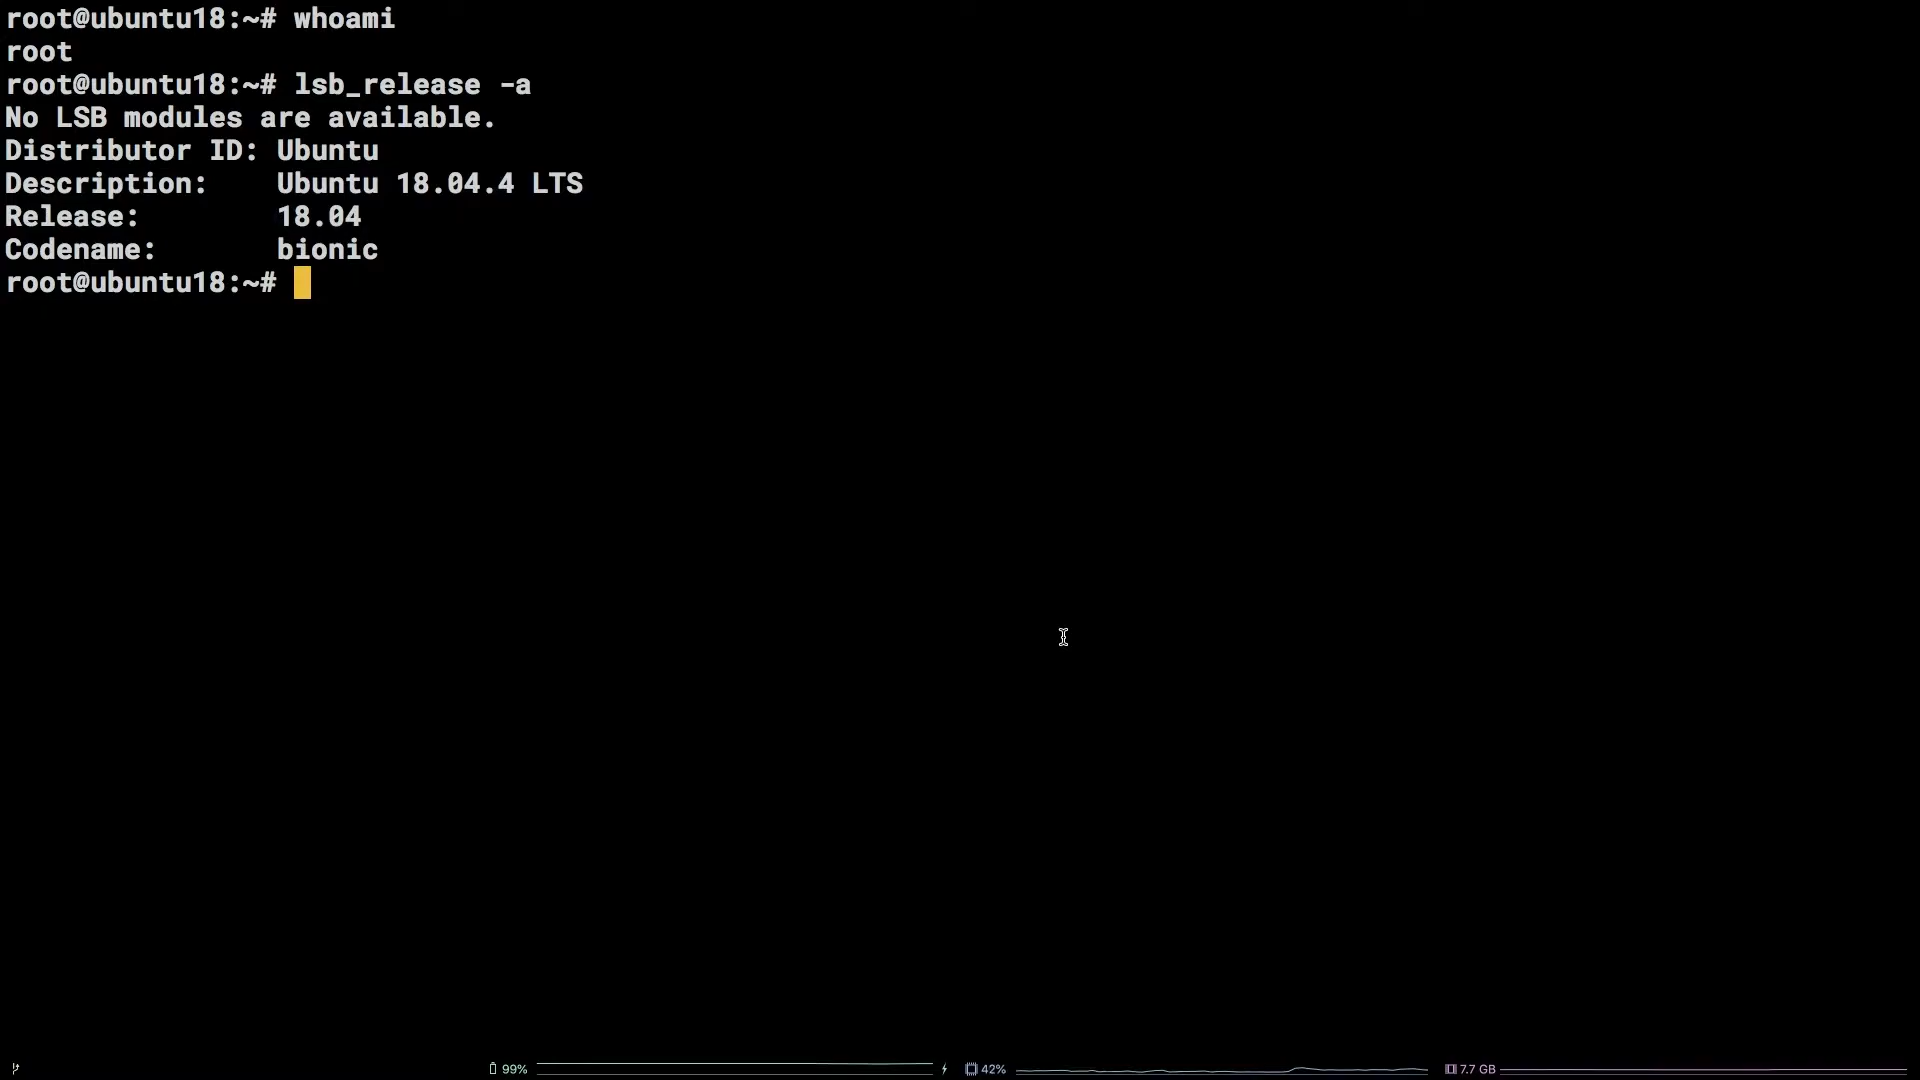 root@ubuntu18:~# whoami
root
root@ubuntu18:~# lsb_release -a
No LSB modules are available.
Distributor ID: Ubuntu
Description:    Ubuntu 18.04.4 LTS
Release:        18.04
Codename:       bionic
root@ubuntu18:~#
99% 42% 7.7 GB